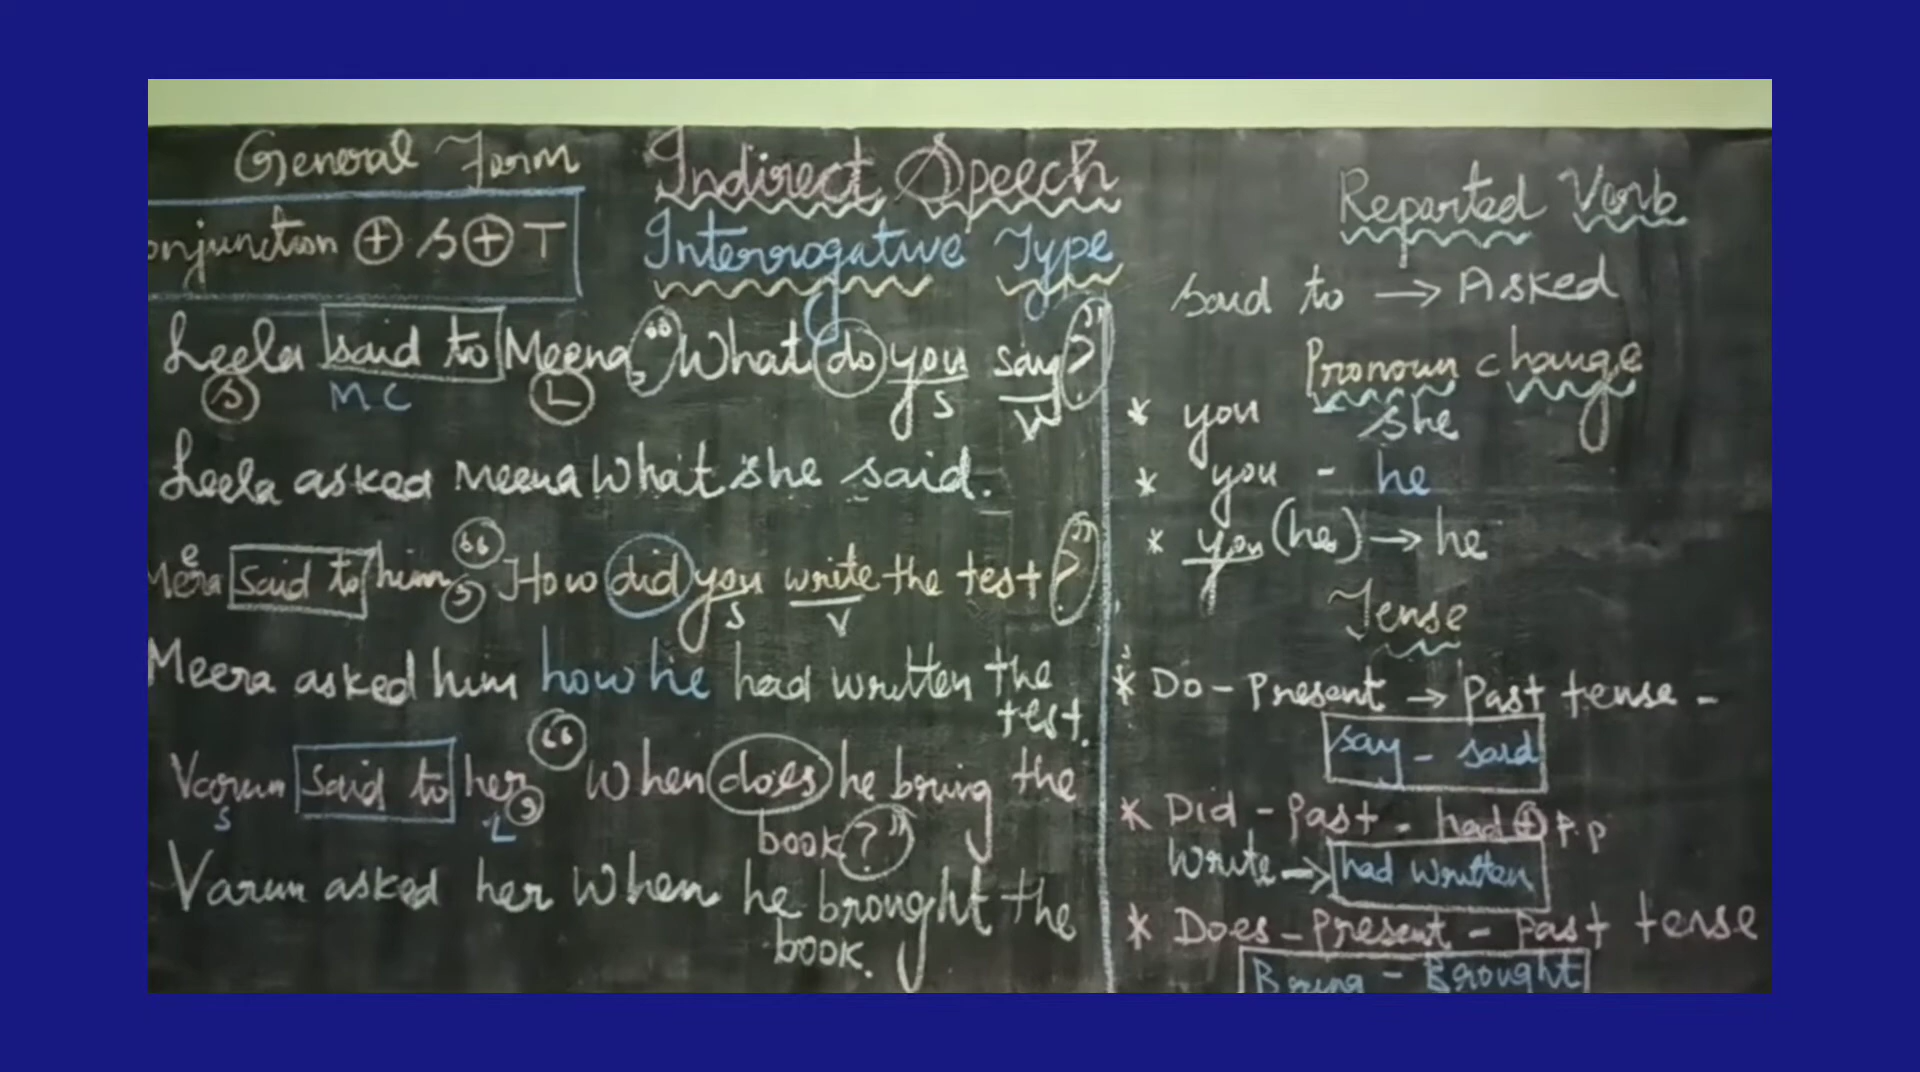 General Form
onjunction + S + T
Indirect Speech
Interrogative Type
Leela said to Meena, "What do you say?"
S MC L S V
Leela asked Meena What she said.
e
Mera said to him, "How did you write the test?"
S V
Meera asked him how he had written the
test.
Varun said to her, "When does he bring the
S L
book?"
Varun asked her When he brought the
book.
Reported Verb
Said to → Asked
Pronoun change
* you she
* you - he
* you (he) → he
Tense
* Do - Present → Past tense -
say - said
* Did - Past - had + P.P
Write → had written
* Does - Present - Past tense
Bring - Brought